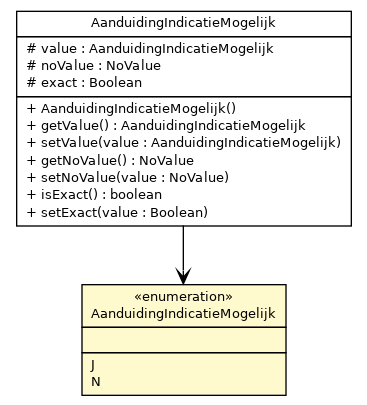 AanduidingIndicatieMogelijk
# value : AanduidingIndicatieMogelijk
# noValue : NoValue
# exact : Boolean
+ AanduidingIndicatieMogelijk()
+ getValue() : AanduidingIndicatieMogelijk
+ setValue(value : AanduidingIndicatieMogelijk)
+ getNoValue() : NoValue
+ setNoValue(value : NoValue)
+ isExact() : boolean
+ setExact(value : Boolean)
«enumeration»
AanduidingIndicatieMogelijk
J
N